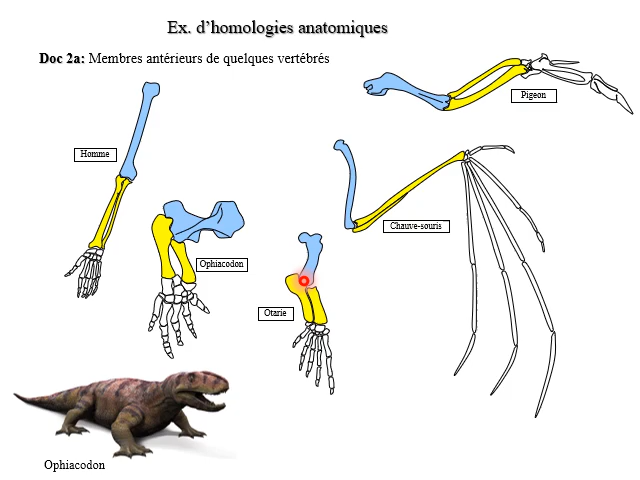 Ex. d’homologies anatomiques
Doc 2a: Membres antérieurs de quelques vertébrés
Pigeon
Homme
Chauve-souris
Ophiacodon
Otarie
Ophiacodon